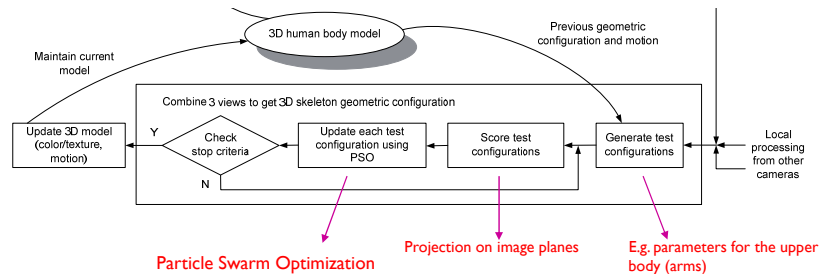 3D human body model
Previous geometric
configuration and motion
Maintain current
model
Combine 3 views to get 3D skeleton geometric configuration
Update 3D model
(color/texture,
motion)
Y
Check
stop criteria
N
Update each test
configuration using
PSO
Score test
configurations
Generate test
configurations
Local
processing
from other
cameras
Particle Swarm Optimization
Projection on image planes
E.g. parameters for the upper
body (arms)